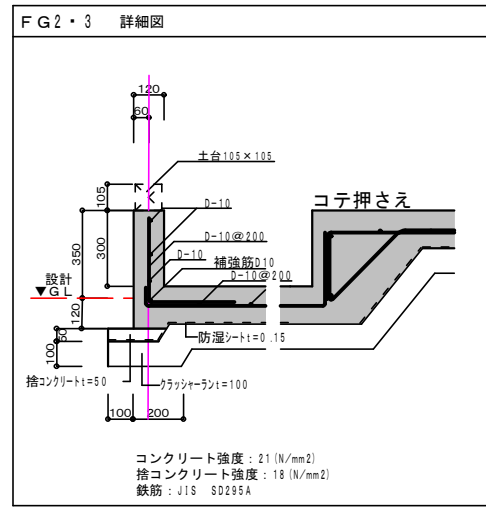 FG2・3 詳細図
120
60
土台105×105
105
D-10
コテ押さえ
D-10@200
350
300
D-10
補強筋D10
D-10@200
設計
▼GL
120
防湿シートt=0.15
60
100
捨コンクリートt=50
クラッシャーランt=100
100 200
コンクリート強度：21(N/mm2)
捨コンクリート強度：18(N/mm2)
鉄筋：JIS SD295A